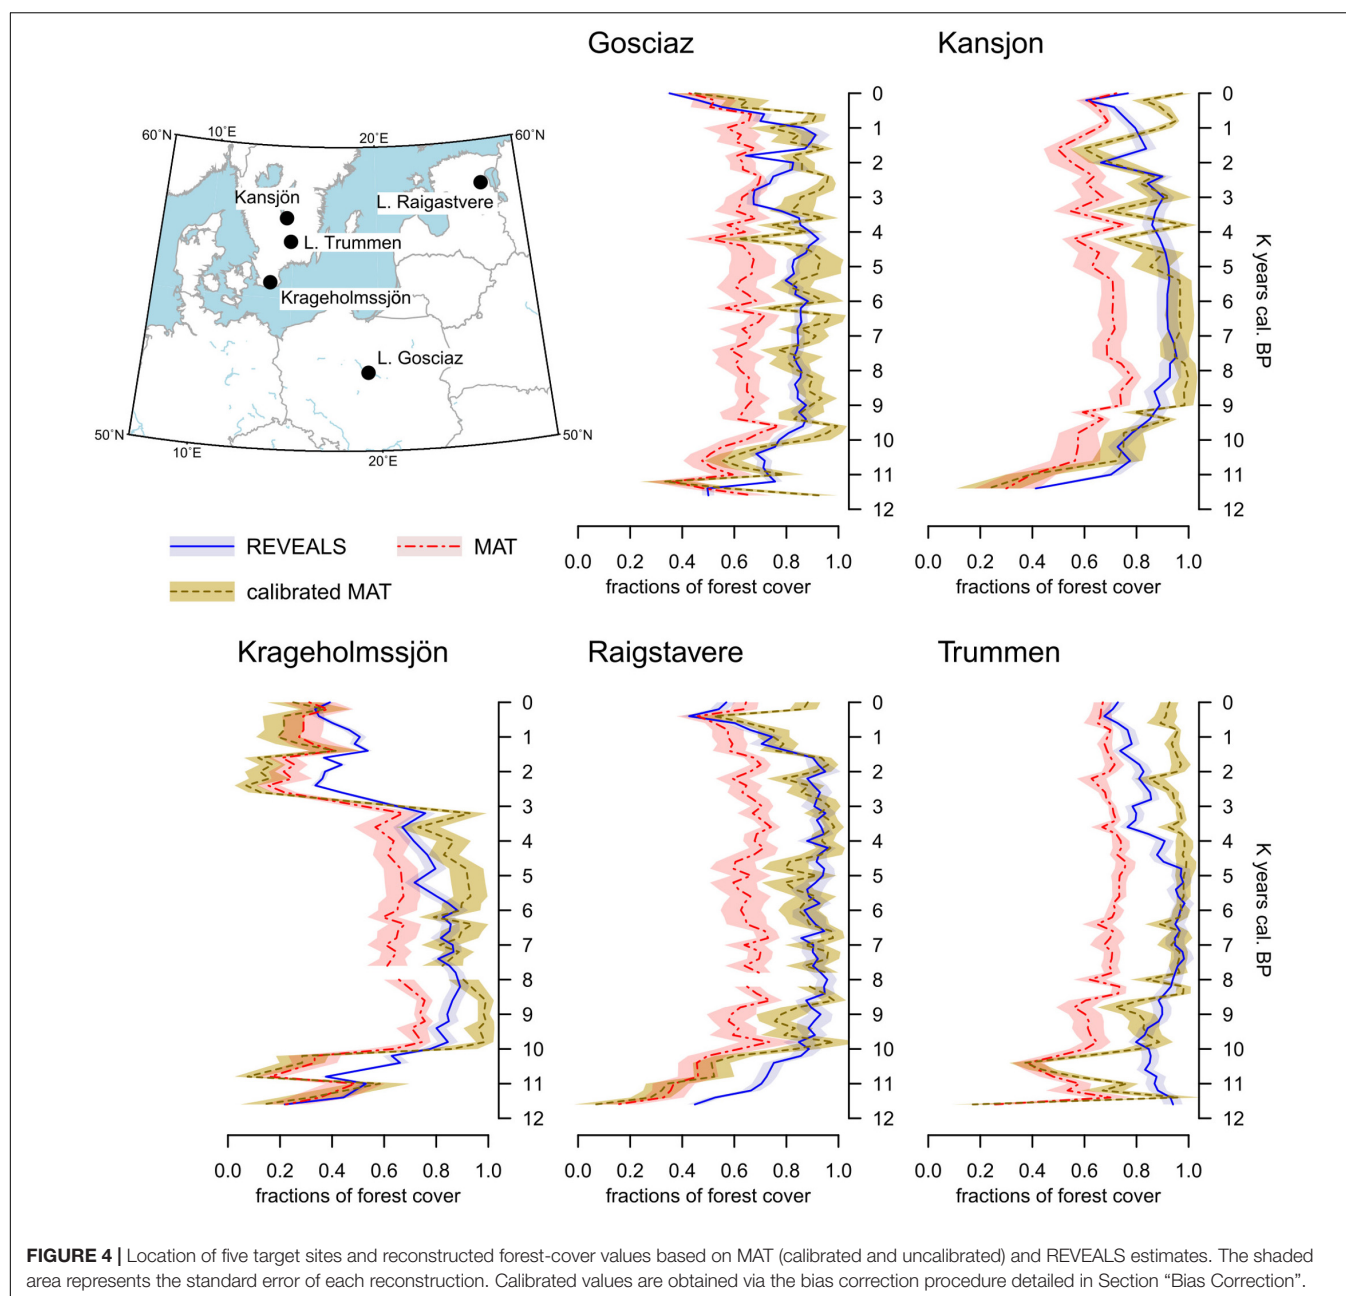 Gosciaz
Kansjon
60°N
10°E
20°E
60°N
Kansjön
L. Raigastvere
L. Trummen
Krageholmssjön
L. Gosciaz
50°N
10°E
20°E
50°N
REVEALS
MAT
calibrated MAT
0
1
2
3
4
5
6
7
8
9
10
11
12
0.0 0.2 0.4 0.6 0.8 1.0
fractions of forest cover
0
1
2
3
4
5
6
7
8
9
10
11
12
K years cal. BP
0.0 0.2 0.4 0.6 0.8 1.0
fractions of forest cover
Krageholmssjön
Raigstavere
Trummen
0
1
2
3
4
5
6
7
8
9
10
11
12
0.0 0.2 0.4 0.6 0.8 1.0
fractions of forest cover
0
1
2
3
4
5
6
7
8
9
10
11
12
0.0 0.2 0.4 0.6 0.8 1.0
fractions of forest cover
0
1
2
3
4
5
6
7
8
9
10
11
12
K years cal. BP
0.0 0.2 0.4 0.6 0.8 1.0
fractions of forest cover
FIGURE 4 | Location of five target sites and reconstructed forest-cover values based on MAT (calibrated and uncalibrated) and REVEALS estimates. The shaded
area represents the standard error of each reconstruction. Calibrated values are obtained via the bias correction procedure detailed in Section “Bias Correction”.